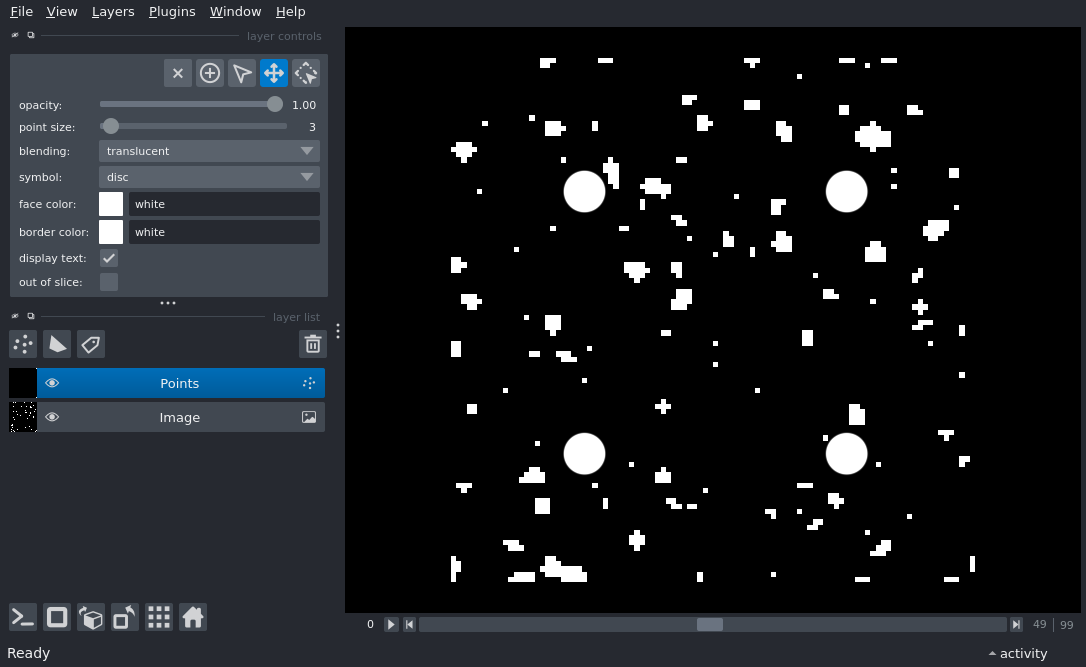 File View Layers Plugins Window Help
layer controls
opacity: 1.00
point size: 3
blending: translucent
symbol: disc
face color: white
border color: white
display text:
out of slice:
layer list
Points
Image
0 49 99
Ready
activity